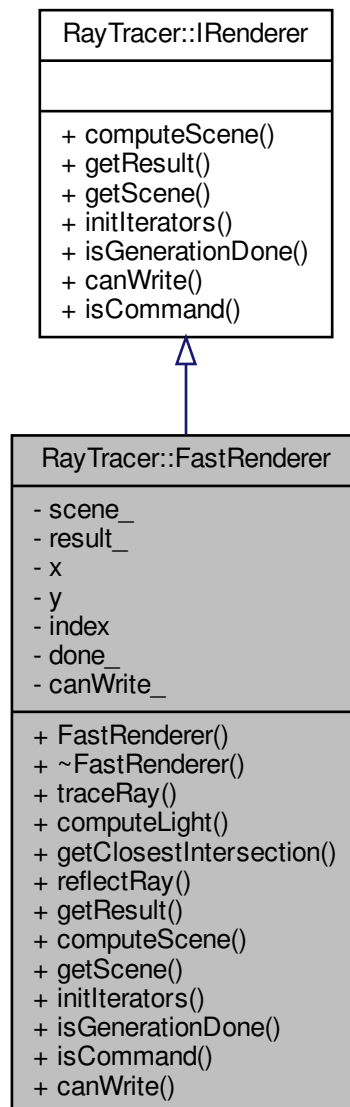 RayTracer::IRenderer
+ computeScene()
+ getResult()
+ getScene()
+ initIterators()
+ isGenerationDone()
+ canWrite()
+ isCommand()
RayTracer::FastRenderer
- scene_
- result_
- x
- y
- index
- done_
- canWrite_
+ FastRenderer()
+ ~FastRenderer()
+ traceRay()
+ computeLight()
+ getClosestIntersection()
+ reflectRay()
+ getResult()
+ computeScene()
+ getScene()
+ initIterators()
+ isGenerationDone()
+ isCommand()
+ canWrite()